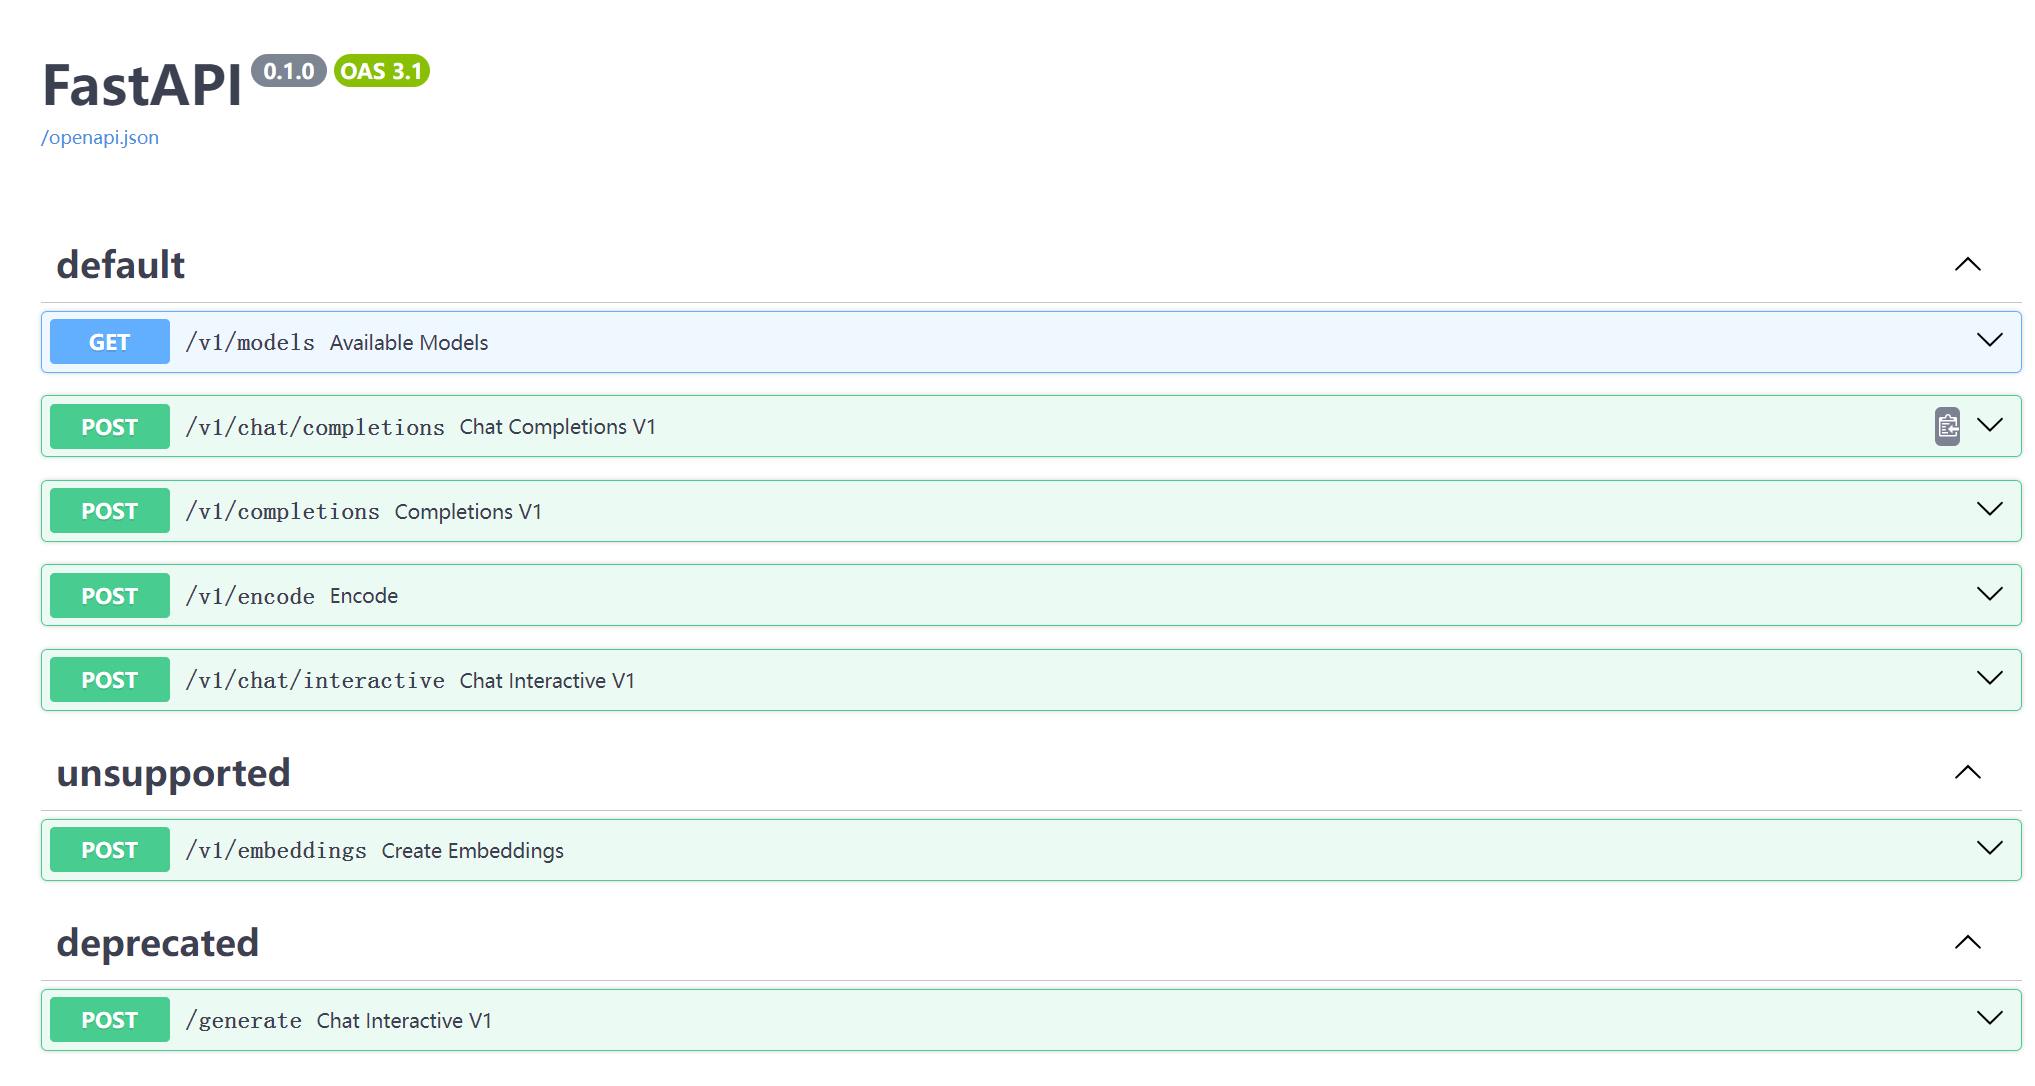 FastAPI 0.1.0 OAS 3.1
/openapi.json
default
GET /v1/models Available Models
POST /v1/chat/completions Chat Completions V1
POST /v1/completions Completions V1
POST /v1/encode Encode
POST /v1/chat/interactive Chat Interactive V1
unsupported
POST /v1/embeddings Create Embeddings
deprecated
POST /generate Chat Interactive V1